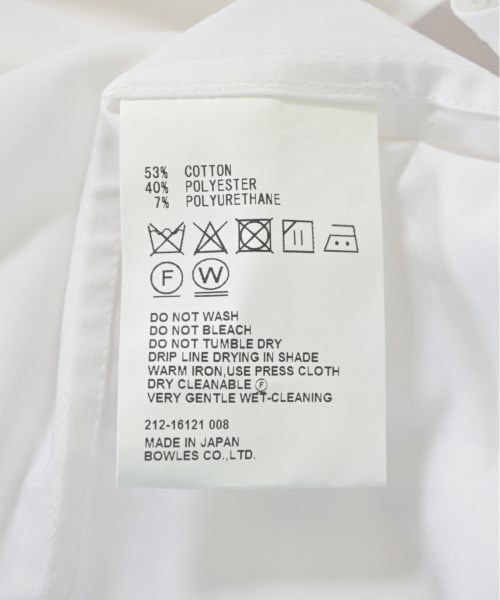 53% COTTON
40% POLYESTER
7% POLYURETHANE
F W
DO NOT WASH
DO NOT BLEACH
DO NOT TUMBLE DRY
DRIP LINE DRYING IN SHADE
WARM IRON,USE PRESS CLOTH
DRY CLEANABLE Ⓕ
VERY GENTLE WET-CLEANING
212-16121 008
MADE IN JAPAN
BOWLES CO.,LTD.